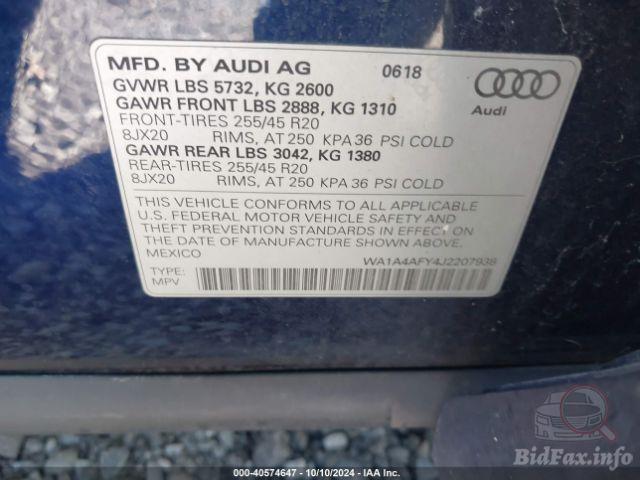 MFD. BY AUDI AG 0618
GVWR LBS 5732, KG 2600
GAWR FRONT LBS 2888, KG 1310
FRONT-TIRES 255/45 R20
8JX20 RIMS, AT 250 KPA 36 PSI COLD
GAWR REAR LBS 3042, KG 1380
REAR-TIRES 255/45 R20
8JX20 RIMS, AT 250 KPA 36 PSI COLD
Audi
THIS VEHICLE CONFORMS TO ALL APPLICABLE
U.S. FEDERAL MOTOR VEHICLE SAFETY AND
THEFT PREVENTION STANDARDS IN EFFECT ON
THE DATE OF MANUFACTURE SHOWN ABOVE.
MEXICO
WA1A4AFY4J2207938
TYPE:
MPV
BidFax.info
000-40574647 - 10/10/2024 - IAA Inc.